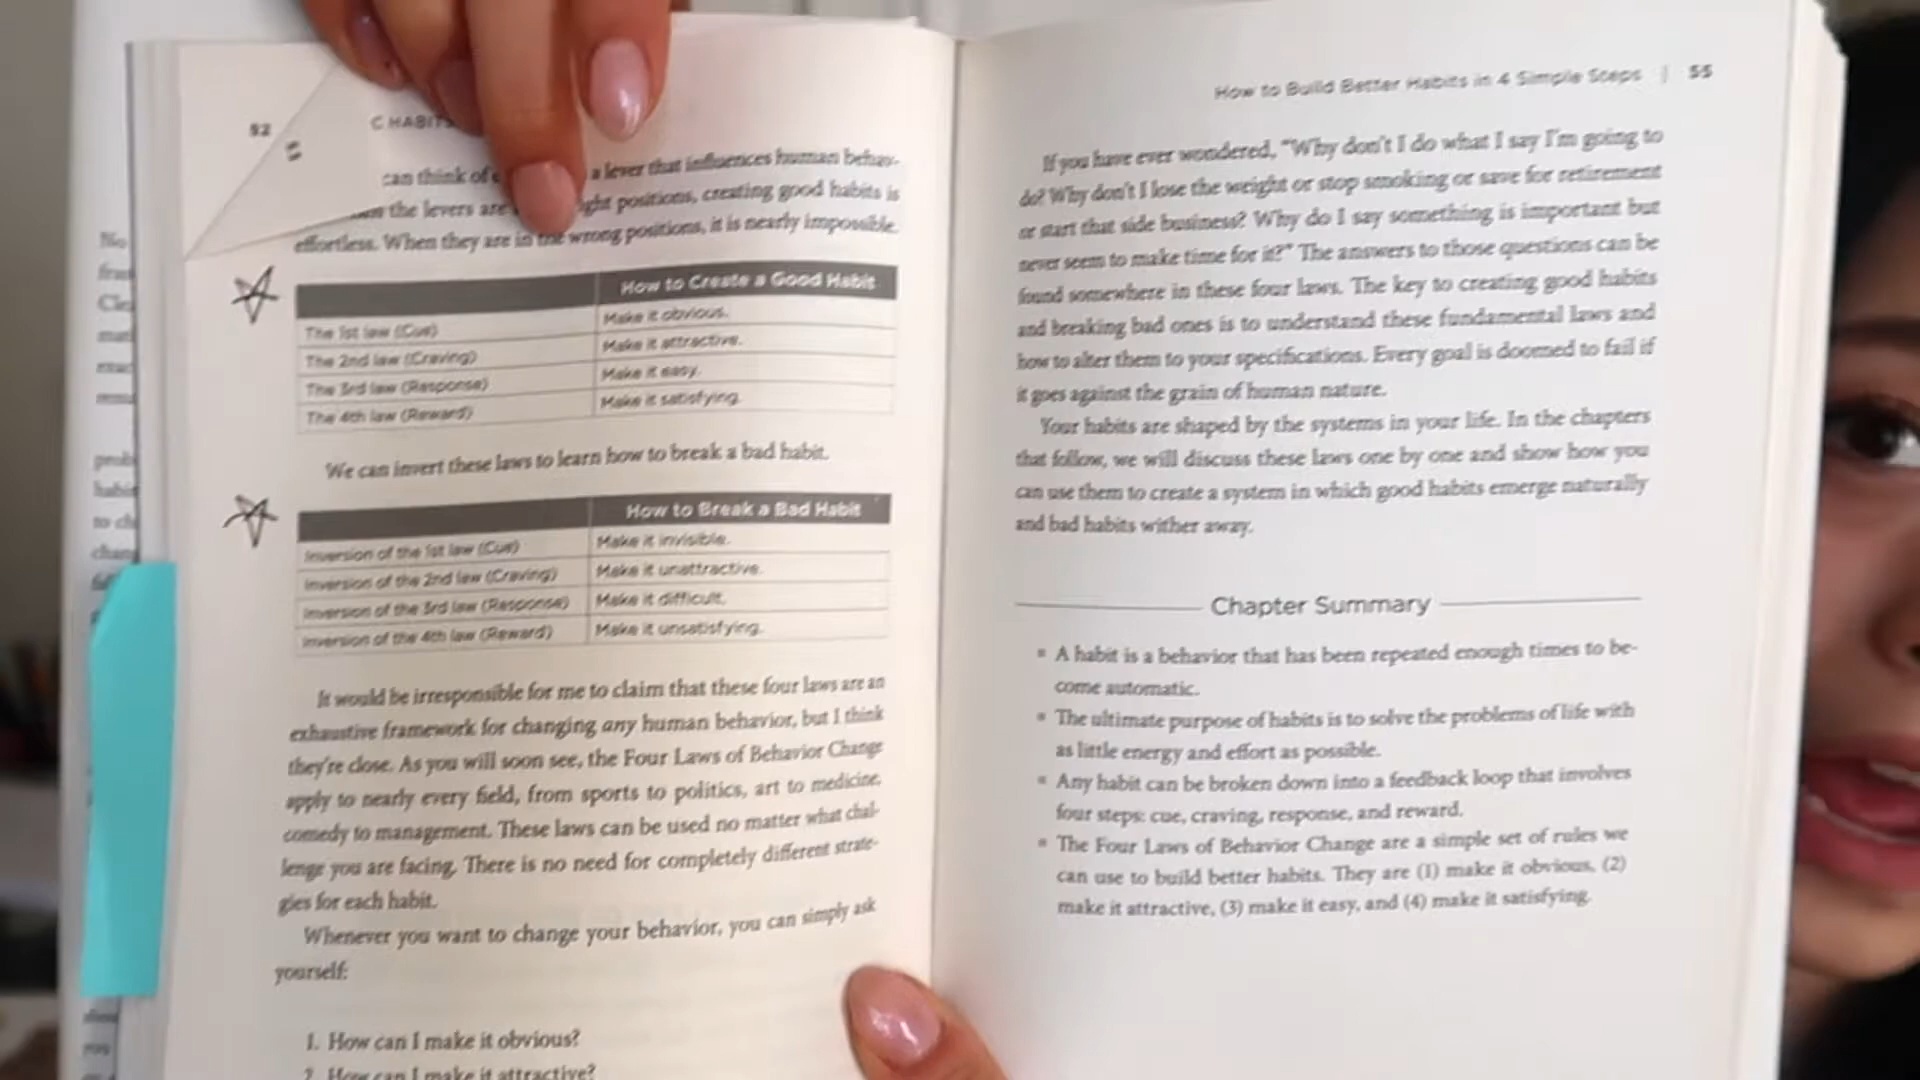 52
C HABITS
can think of a lever that influences human behav-
the levers are ight positions, creating good habits is
effortless. When they are in the wrong positions, it is nearly impossible.
How to Create a Good Habit
The 1st law (Cue) Make it obvious.
The 2nd law (Craving) Make it attractive.
The 3rd law (Response) Make it easy.
The 4th law (Reward) Make it satisfying.
We can invert these laws to learn how to break a bad habit.
How to Break a Bad Habit
Inversion of the 1st law (Cue) Make it invisible.
Inversion of the 2nd law (Craving) Make it unattractive.
Inversion of the 3rd law (Response) Make it difficult.
Inversion of the 4th law (Reward) Make it unsatisfying.
It would be irresponsible for me to claim that these four laws are an
exhaustive framework for changing any human behavior, but I think
they're close. As you will soon see, the Four Laws of Behavior Change
apply to nearly every field, from sports to politics, art to medicine,
comedy to management. These laws can be used no matter what chal-
lenge you are facing. There is no need for completely different strate-
gies for each habit.
Whenever you want to change your behavior, you can simply ask
yourself:
1. How can I make it obvious?
2. How can I make it attractive?
How to Build Better Habits in 4 Simple Steps | 55
If you have ever wondered, "Why don't I do what I say I'm going to
do? Why don't I lose the weight or stop smoking or save for retirement
or start that side business? Why do I say something is important but
never seem to make time for it?" The answers to those questions can be
found somewhere in these four laws. The key to creating good habits
and breaking bad ones is to understand these fundamental laws and
how to alter them to your specifications. Every goal is doomed to fail if
it goes against the grain of human nature.
Your habits are shaped by the systems in your life. In the chapters
that follow, we will discuss these laws one by one and show how you
can use them to create a system in which good habits emerge naturally
and bad habits wither away.
Chapter Summary
▪ A habit is a behavior that has been repeated enough times to be-
come automatic.
▪ The ultimate purpose of habits is to solve the problems of life with
as little energy and effort as possible.
▪ Any habit can be broken down into a feedback loop that involves
four steps: cue, craving, response, and reward.
▪ The Four Laws of Behavior Change are a simple set of rules we
can use to build better habits. They are (1) make it obvious, (2)
make it attractive, (3) make it easy, and (4) make it satisfying.